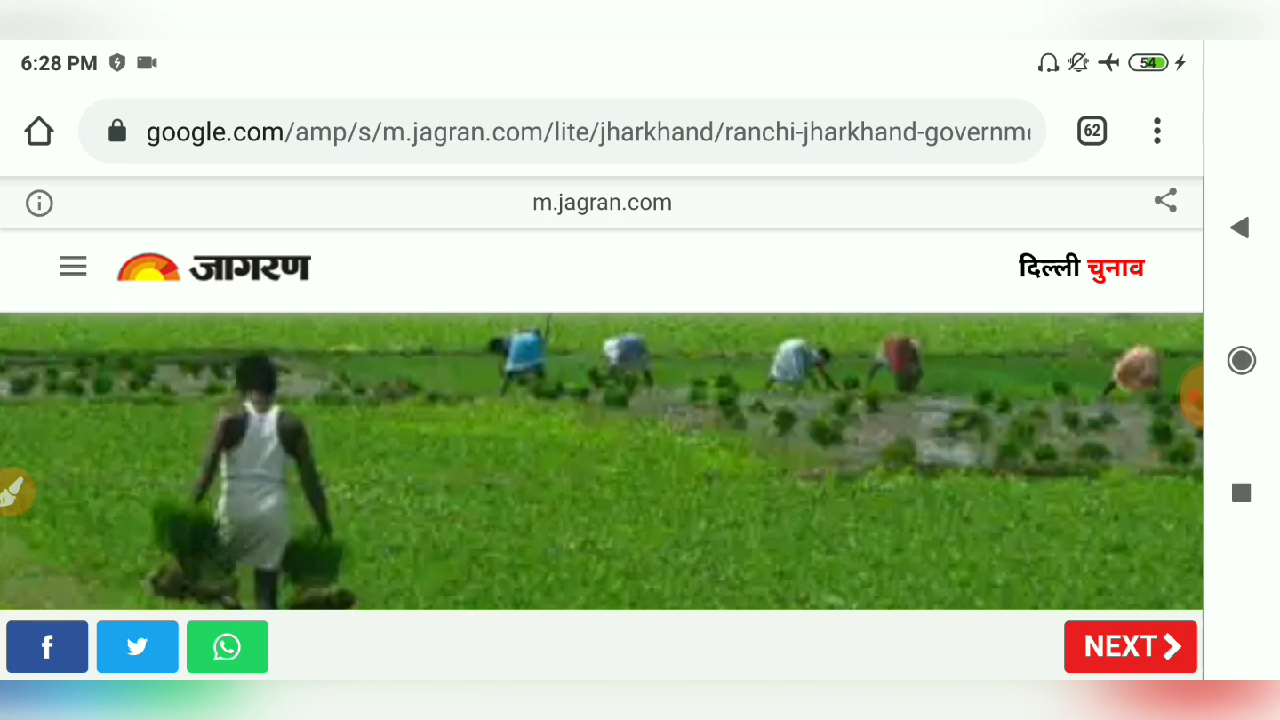 6:28 PM 54
google.com/amp/s/m.jagran.com/lite/jharkhand/ranchi-jharkhand-governm 62
m.jagran.com
जागरण दिल्ली चुनाव
f NEXT